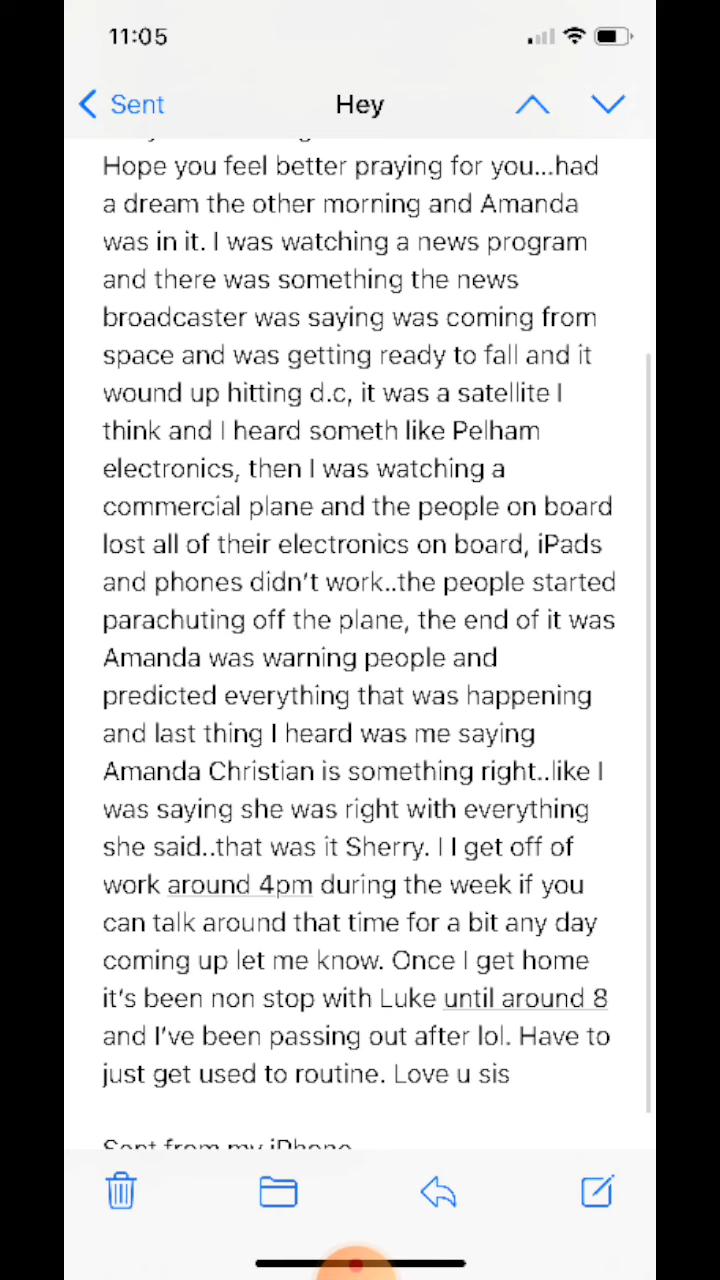 11:05
Sent
Hey
Hope you feel better praying for you...had
a dream the other morning and Amanda
was in it. I was watching a news program
and there was something the news
broadcaster was saying was coming from
space and was getting ready to fall and it
wound up hitting d.c, it was a satellite I
think and I heard someth like Pelham
electronics, then I was watching a
commercial plane and the people on board
lost all of their electronics on board, iPads
and phones didn't work..the people started
parachuting off the plane, the end of it was
Amanda was warning people and
predicted everything that was happening
and last thing I heard was me saying
Amanda Christian is something right..like I
was saying she was right with everything
she said..that was it Sherry. I I get off of
work around 4pm during the week if you
can talk around that time for a bit any day
coming up let me know. Once I get home
it's been non stop with Luke until around 8
and I've been passing out after lol. Have to
just get used to routine. Love u sis
Sent from my iPhone